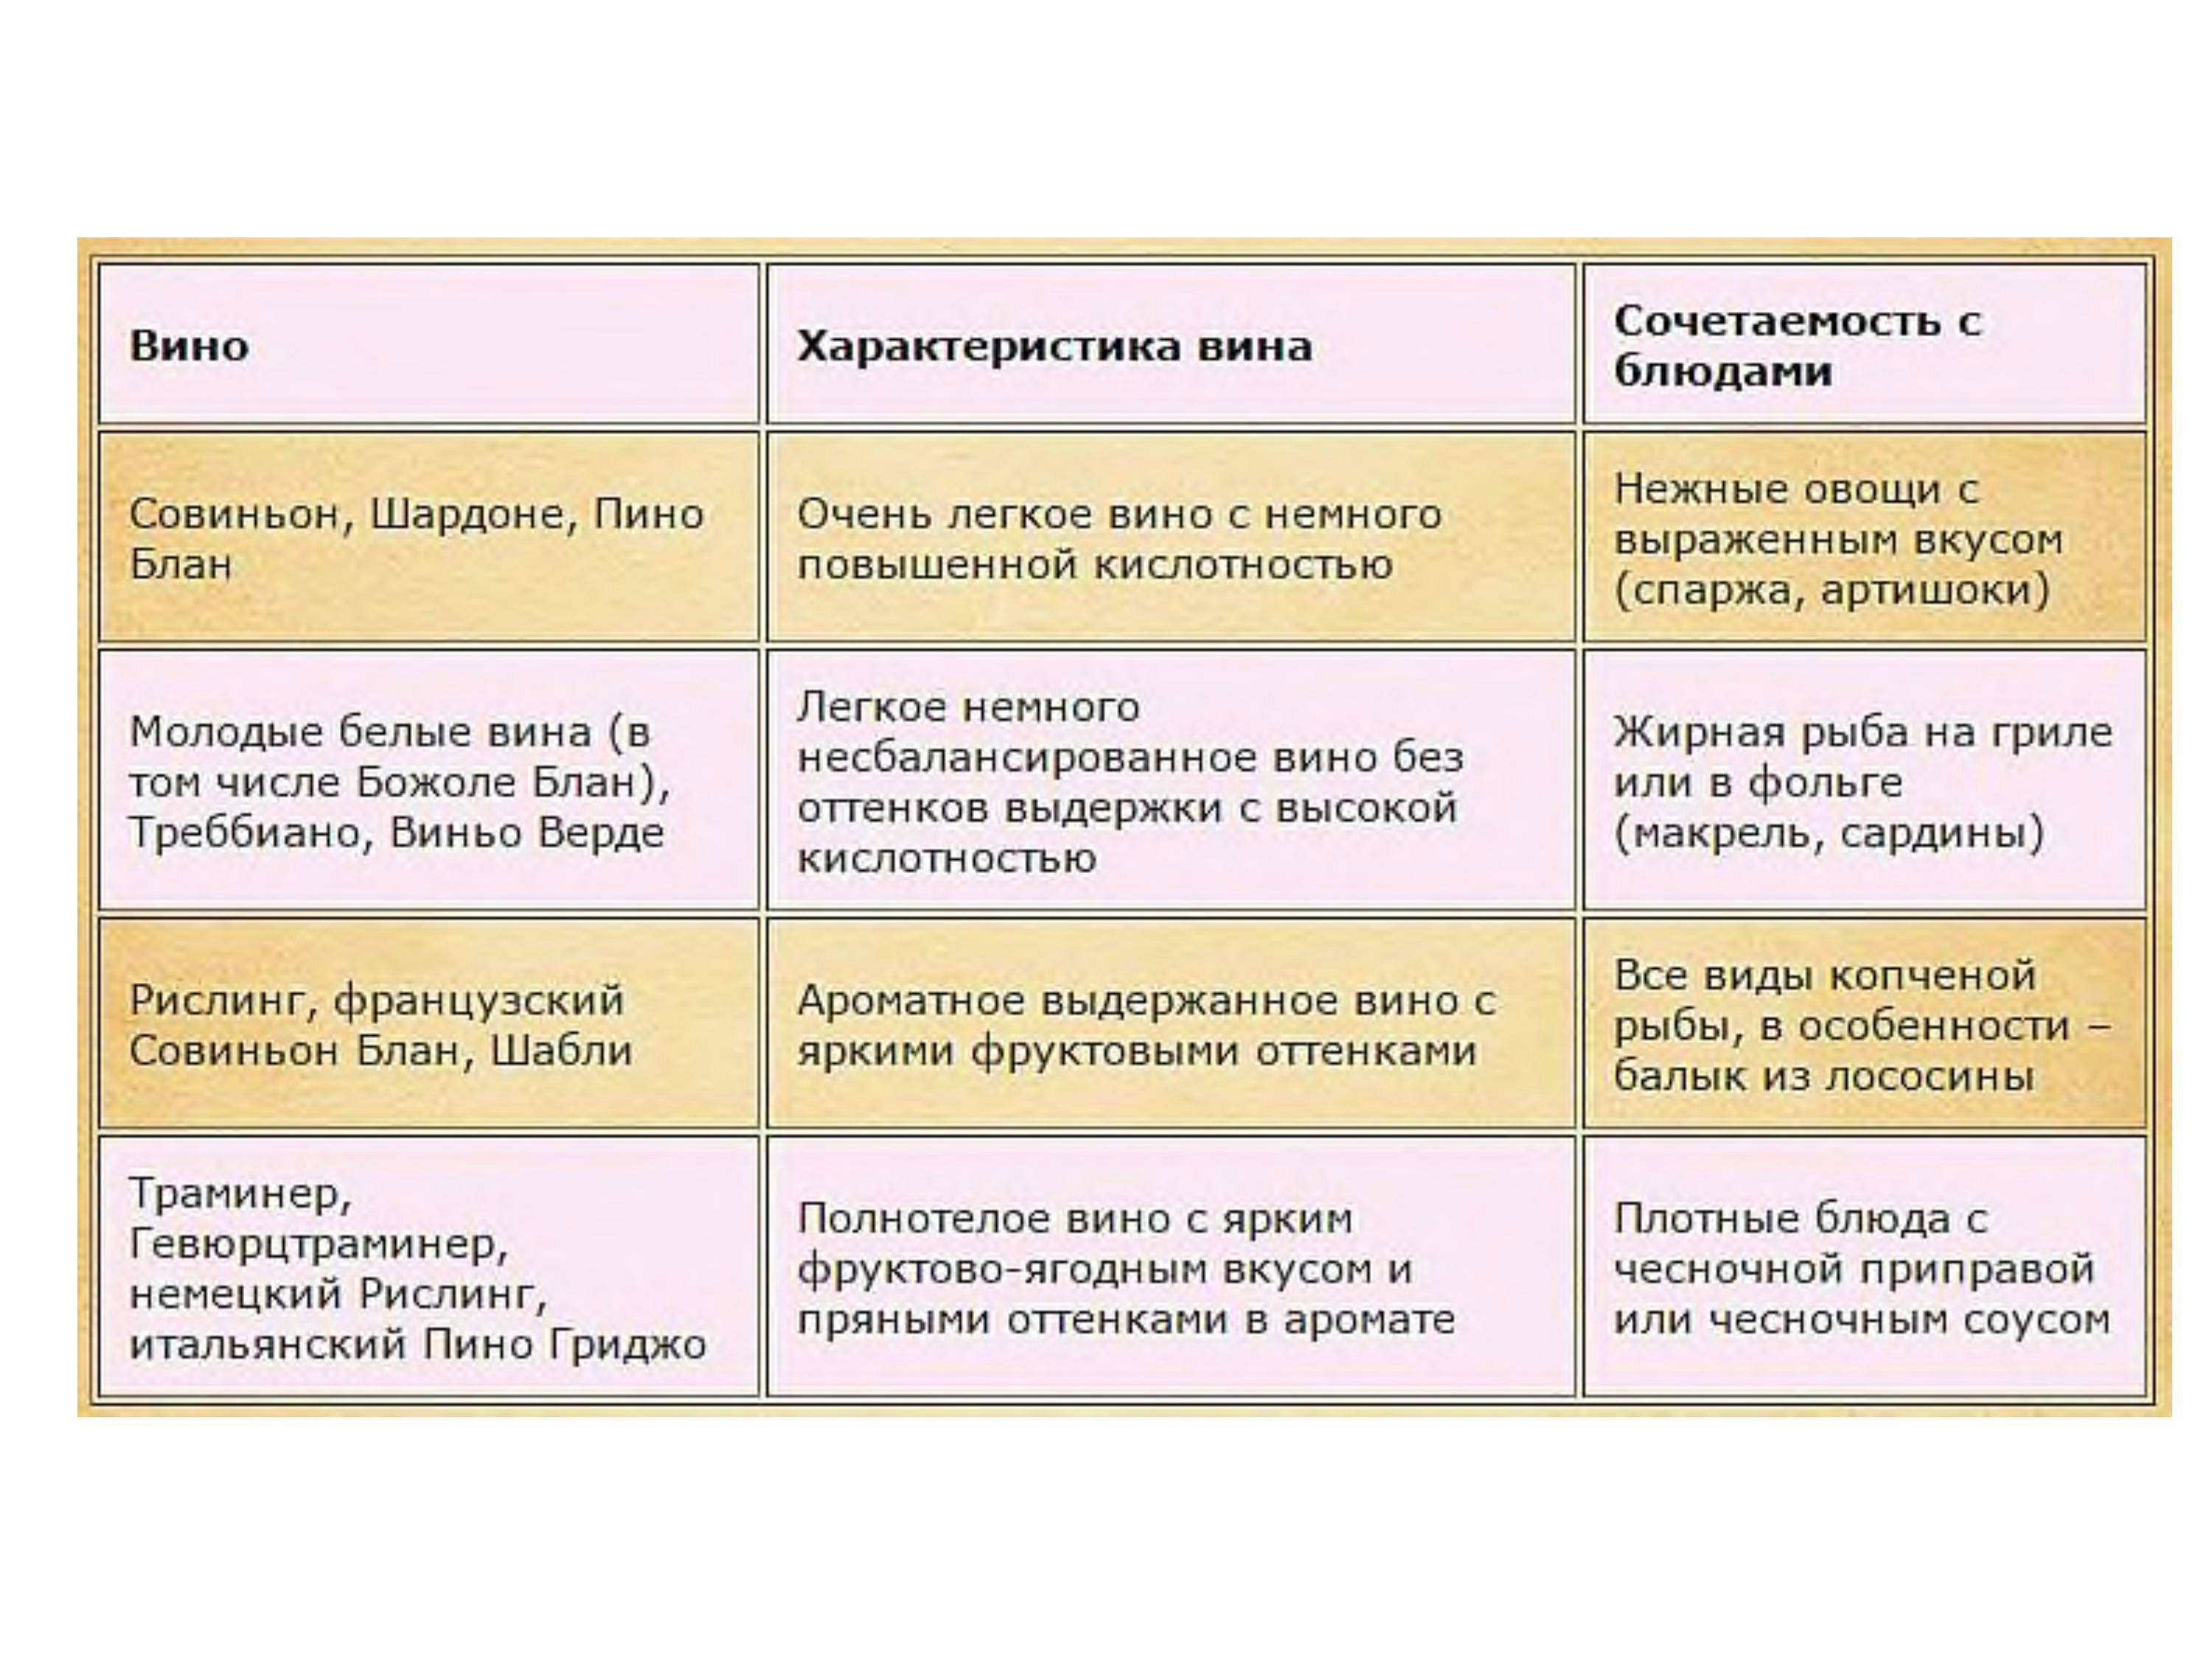 Вино
Характеристика вина
Сочетаемость с
блюдами
Совиньон, Шардоне, Пино
Блан
Очень легкое вино с немного
повышенной кислотностью
Нежные овощи с
выраженным вкусом
(спаржа, артишоки)
Молодые белые вина (в
том числе Божоле Блан),
Треббиано, Виньо Верде
Легкое немного
несбалансированное вино без
оттенков выдержки с высокой
кислотностью
Жирная рыба на гриле
или в фольге
(макрель, сардины)
Рислинг, французский
Совиньон Блан, Шабли
Ароматное выдержанное вино с
яркими фруктовыми оттенками
Все виды копченой
рыбы, в особенности –
балык из лососины
Траминер,
Гевюрцтраминер,
немецкий Рислинг,
итальянский Пино Гриджо
Полнотелое вино с ярким
фруктово-ягодным вкусом и
пряными оттенками в аромате
Плотные блюда с
чесночной приправой
или чесночным соусом